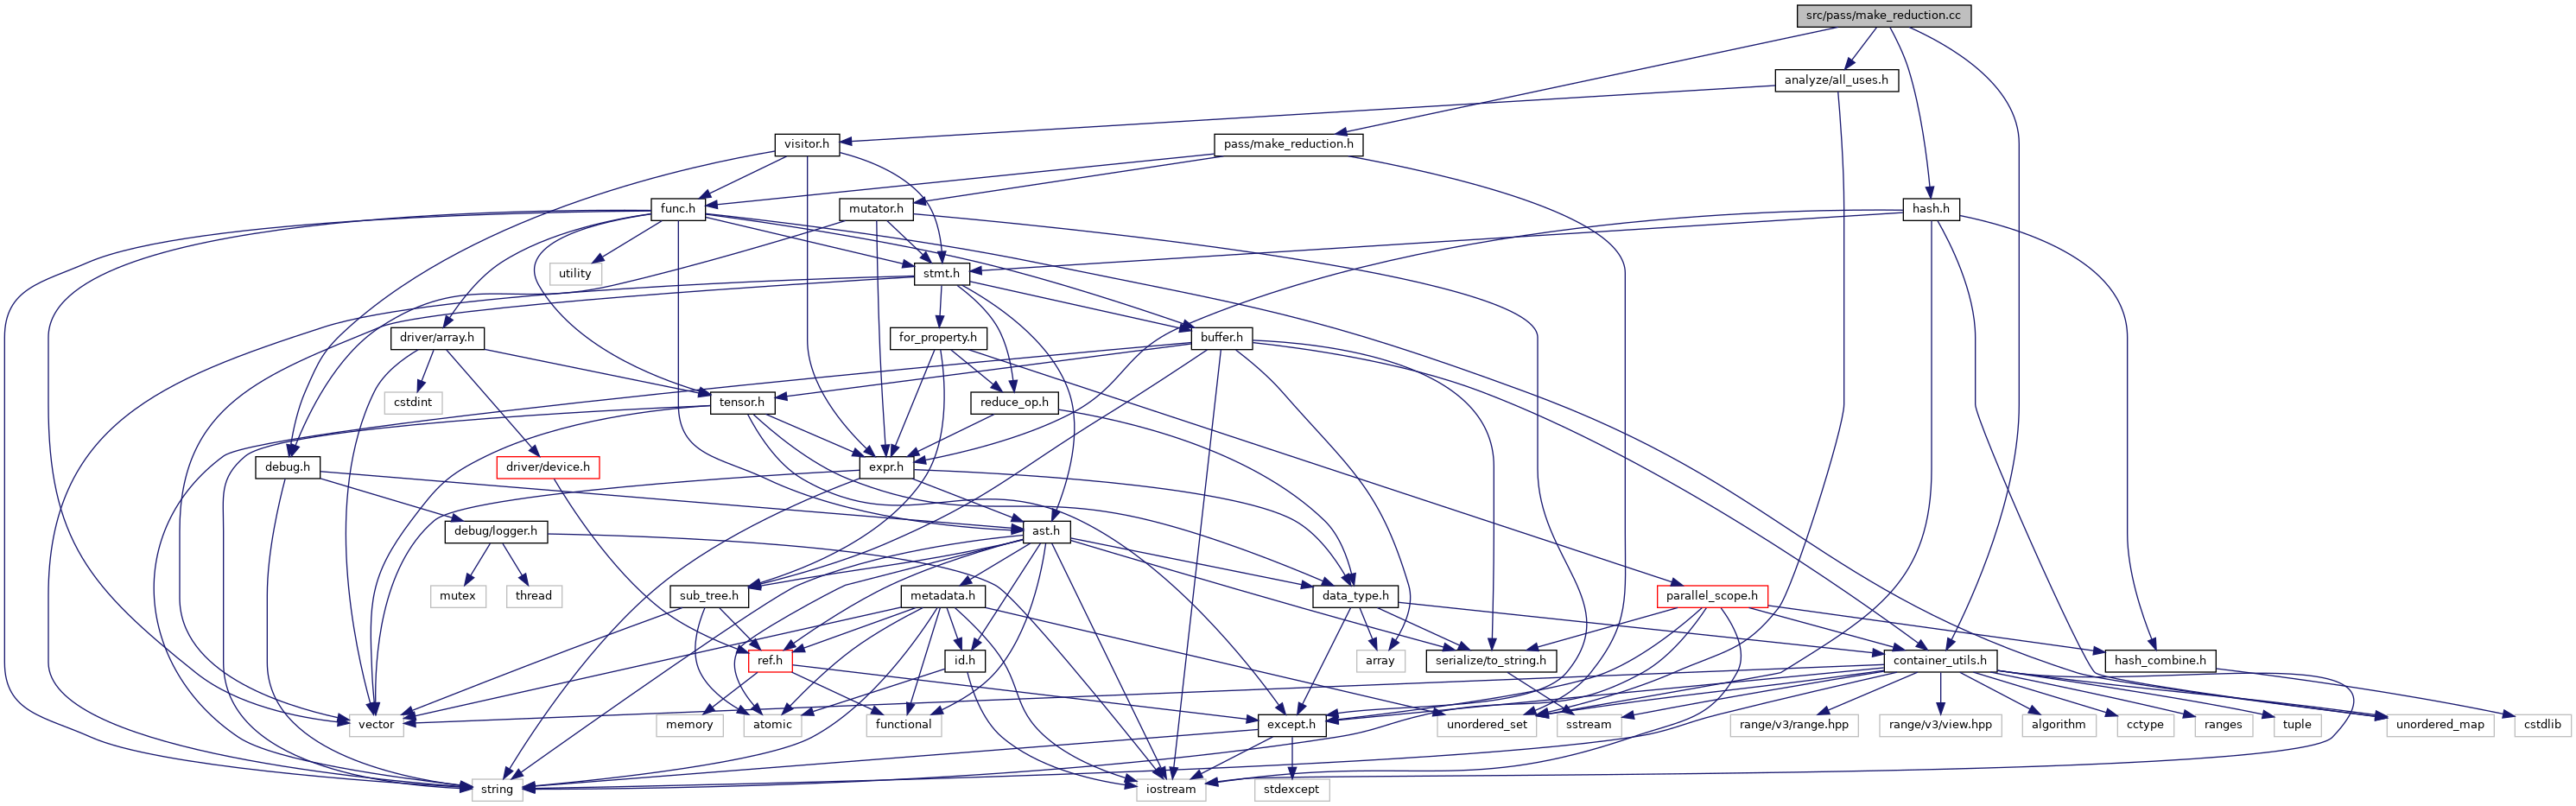 src/pass/make_reduction.cc
analyze/all_uses.h
visitor.h
pass/make_reduction.h
func.h
mutator.h
hash.h
utility
stmt.h
driver/array.h
for_property.h
buffer.h
cstdint
tensor.h
reduce_op.h
debug.h
driver/device.h
expr.h
debug/logger.h
ast.h
mutex
thread
sub_tree.h
metadata.h
data_type.h
parallel_scope.h
ref.h
id.h
array
serialize/to_string.h
container_utils.h
hash_combine.h
vector
memory
atomic
functional
except.h
unordered_set
sstream
range/v3/range.hpp
range/v3/view.hpp
algorithm
cctype
ranges
tuple
unordered_map
cstdlib
string
iostream
stdexcept